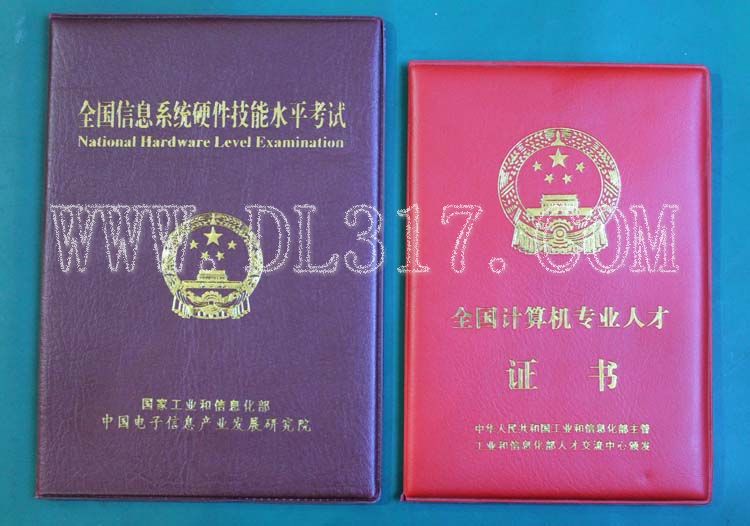 全国信息系统硬件技能水平考试
National Hardware Level Examination
国家工业和信息化部
中国电子信息产业发展研究院
全国计算机专业人才
证书
中华人民共和国工业和信息化部主管
工业和信息化部人才交流中心颁发
WWW.DL317.COM